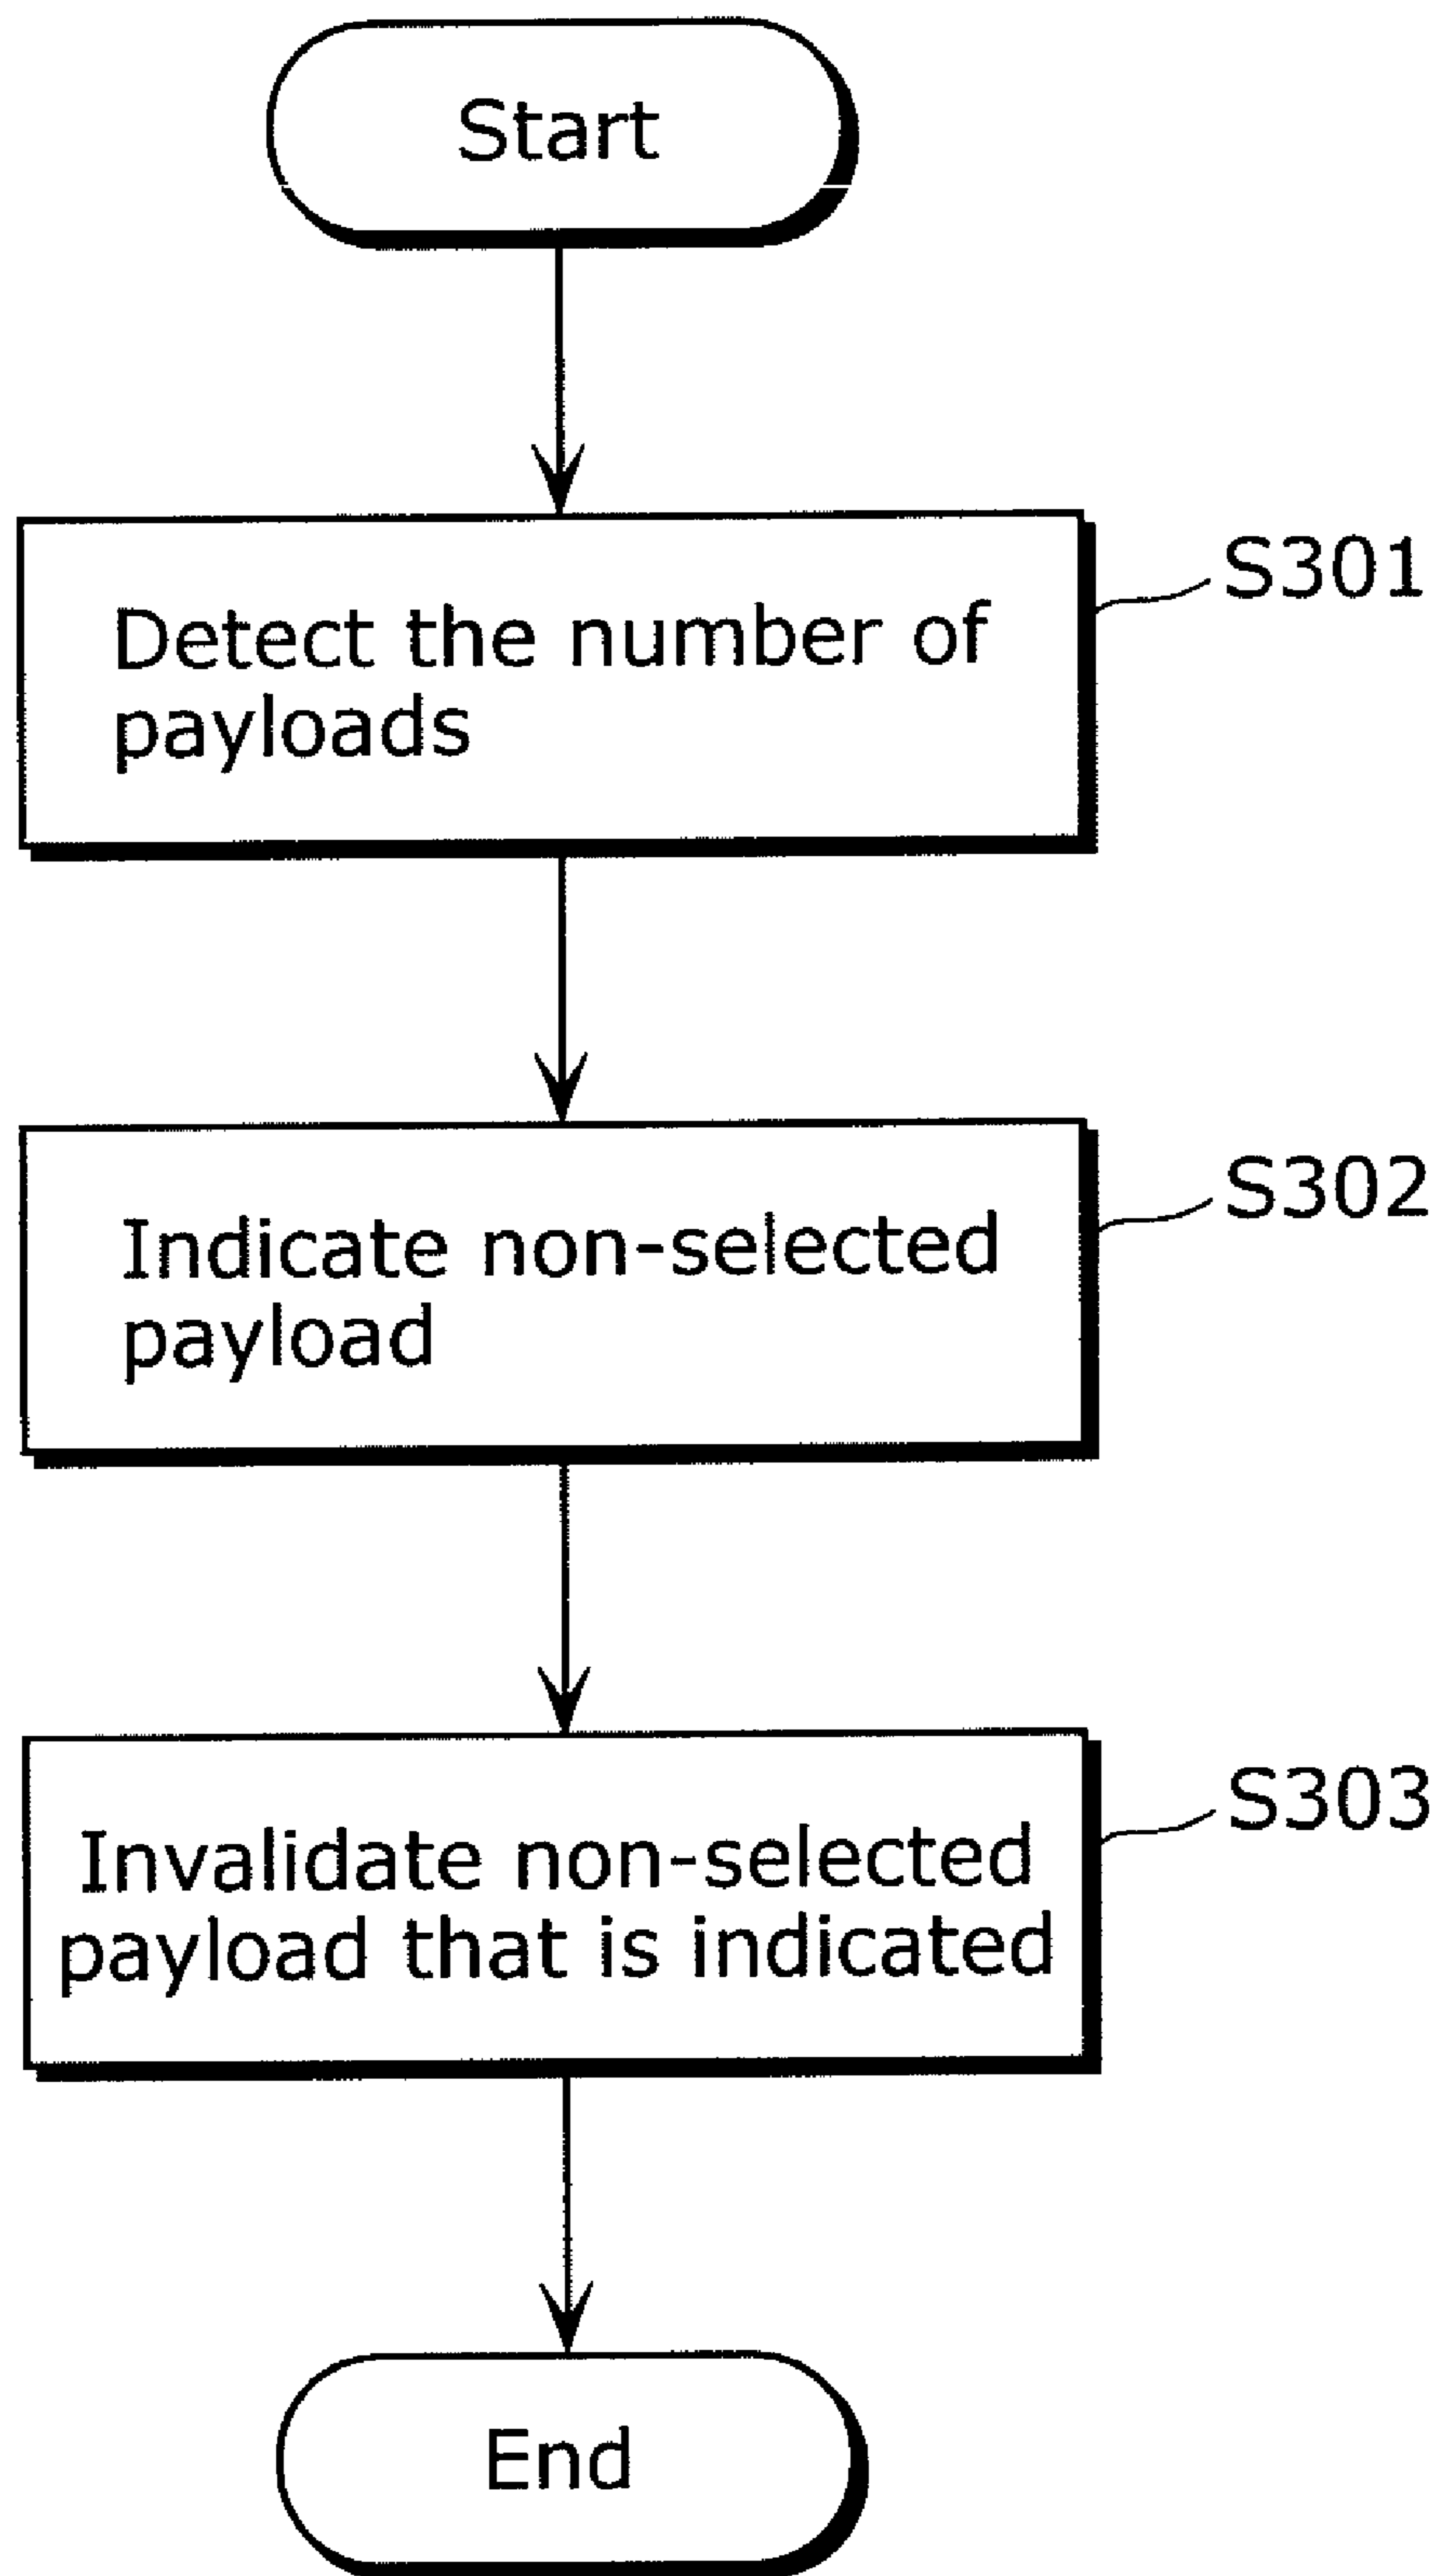 Start
Detect the number of
payloads
S301
Indicate non-selected
payload
S302
Invalidate non-selected
payload that is indicated
S303
End